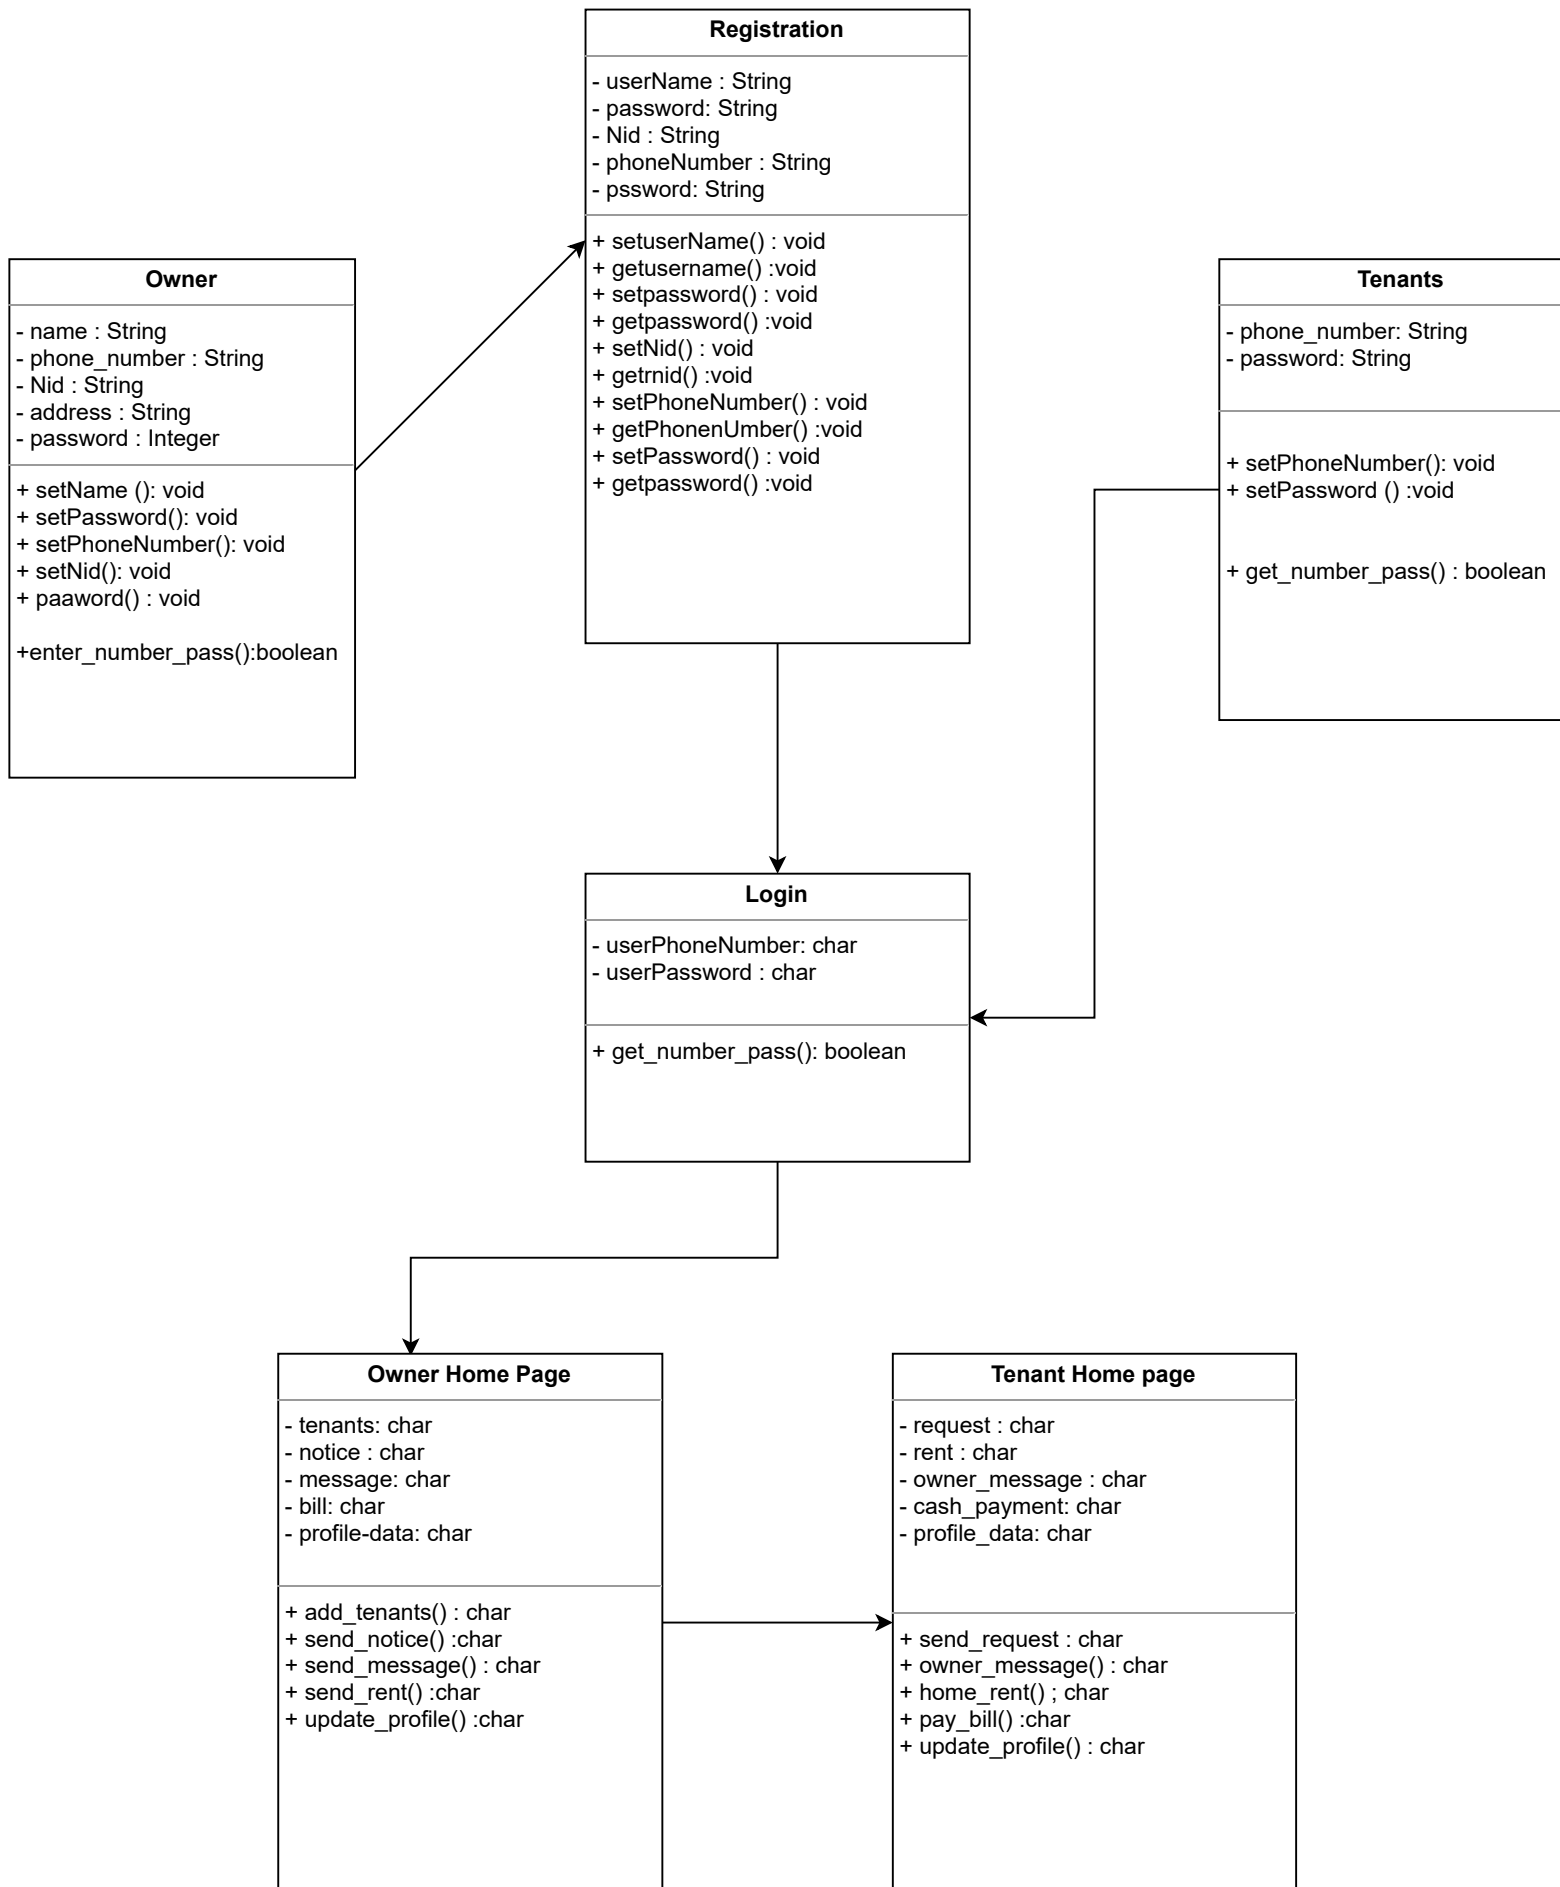 Registration
- userName : String
- password: String
- Nid : String
- phoneNumber : String
- pssword: String
+ setuserName() : void
+ getusername() :void
+ setpassword() : void
+ getpassword() :void
+ setNid() : void
+ getrnid() :void
+ setPhoneNumber() : void
+ getPhonenUmber() :void
+ setPassword() : void
+ getpassword() :void
Owner
- name : String
- phone_number : String
- Nid : String
- address : String
- password : Integer
+ setName (): void
+ setPassword(): void
+ setPhoneNumber(): void
+ setNid(): void
+ paaword() : void
+enter_number_pass():boolean
Tenants
- phone_number: String
- password: String
+ setPhoneNumber(): void
+ setPassword () :void
+ get_number_pass() : boolean
Login
- userPhoneNumber: char
- userPassword : char
+ get_number_pass(): boolean
Owner Home Page
- tenants: char
- notice : char
- message: char
- bill: char
- profile-data: char
+ add_tenants() : char
+ send_notice() :char
+ send_message() : char
+ send_rent() :char
+ update_profile() :char
Tenant Home page
- request : char
- rent : char
- owner_message : char
- cash_payment: char
- profile_data: char
+ send_request : char
+ owner_message() : char
+ home_rent() ; char
+ pay_bill() :char
+ update_profile() : char